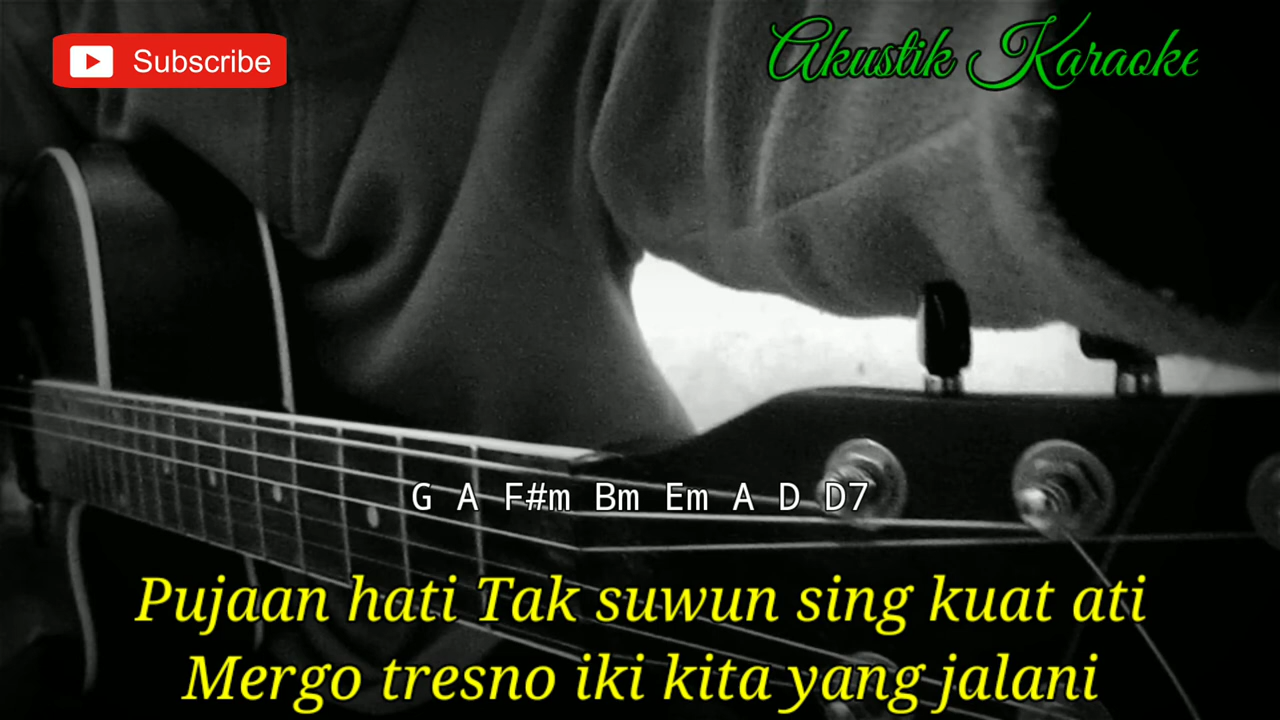 Subscribe
Akustik Karaoke
G A F#m Bm Em A D D7
Pujaan hati Tak suwun sing kuat ati
Mergo tresno iki kita yang jalani